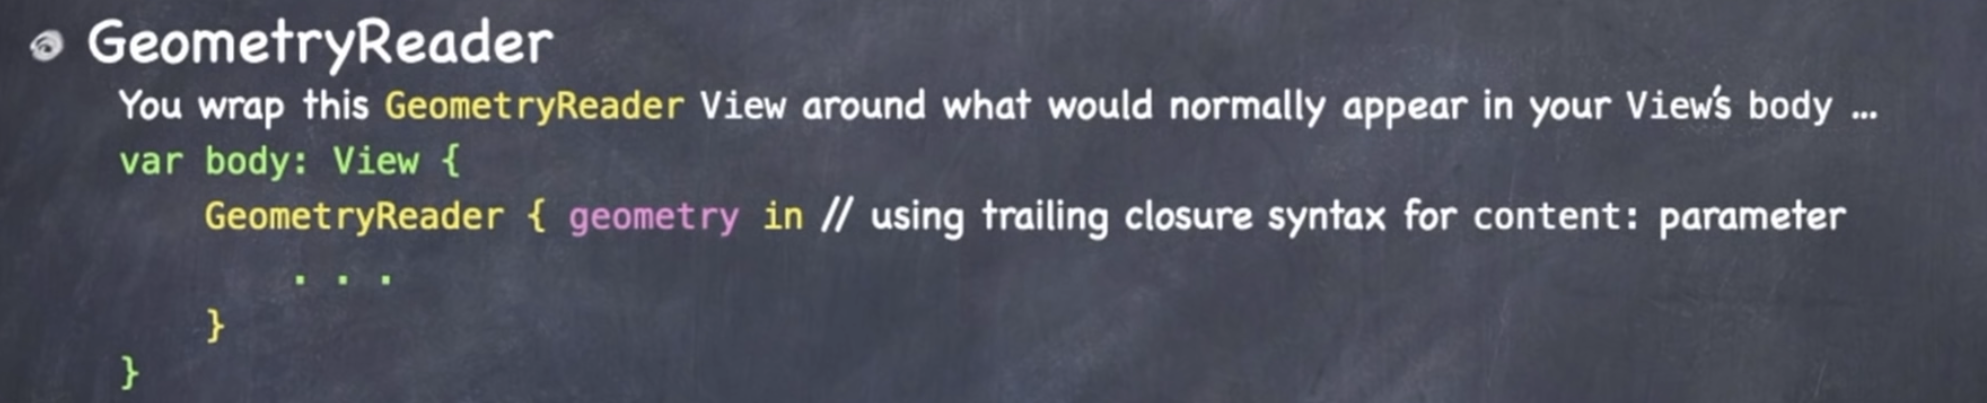 GeometryReader
You wrap this GeometryReader View around what would normally appear in your View's body ...
var body: View {
GeometryReader { geometry in // using trailing closure syntax for content: parameter
. . .
}
}